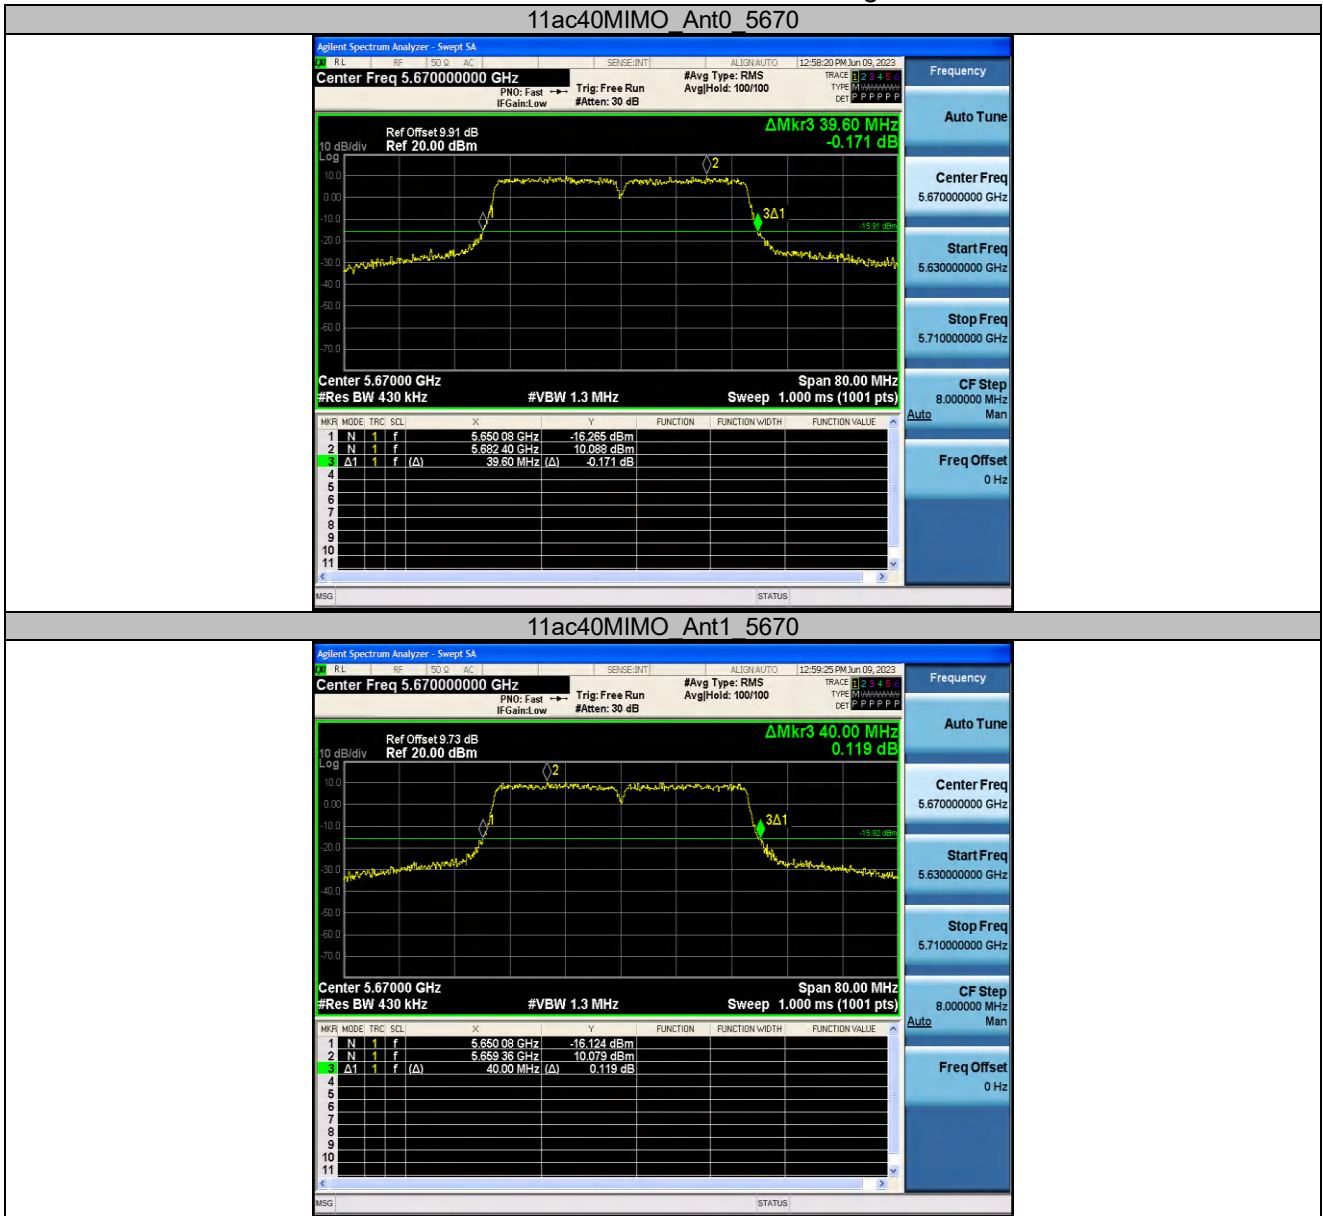 11ac40MIMO_Ant0_5670
Agilent Spectrum Analyzer - Swept SA
RL RF 50 Ω AC SENSE:INT ALIGN AUTO 12:58:20 PM Jun 09, 2023
Center Freq 5.670000000 GHz #Avg Type: RMS TRACE 1 2 3 4 5 6
PNO: Fast Trig: Free Run Avg|Hold: 100/100 TYPE M
IFGain:Low #Atten: 30 dB DET P P P P P P
Frequency
Auto Tune
ΔMkr3 39.60 MHz
-0.171 dB
Ref Offset 9.91 dB
10 dB/div Ref 20.00 dBm
Log
10.0
0.00
-10.0
-20.0
-30.0
-40.0
-50.0
-60.0
-70.0
2
1
3Δ1
-15.91 dBm
Center 5.67000 GHz Span 80.00 MHz
#Res BW 430 kHz #VBW 1.3 MHz Sweep 1.000 ms (1001 pts)
MKR MODE TRC SCL X Y FUNCTION FUNCTION WIDTH FUNCTION VALUE
1 N 1 f 5.650 08 GHz -16.265 dBm
2 N 1 f 5.682 40 GHz 10.088 dBm
3 Δ1 1 f (Δ) 39.60 MHz (Δ) -0.171 dB
4
5
6
7
8
9
10
11
MSG STATUS
Center Freq
5.670000000 GHz
Start Freq
5.630000000 GHz
Stop Freq
5.710000000 GHz
CF Step
8.000000 MHz
Auto Man
Freq Offset
0 Hz
11ac40MIMO_Ant1_5670
Agilent Spectrum Analyzer - Swept SA
RL RF 50 Ω AC SENSE:INT ALIGN AUTO 12:59:25 PM Jun 09, 2023
Center Freq 5.670000000 GHz #Avg Type: RMS TRACE 1 2 3 4 5 6
PNO: Fast Trig: Free Run Avg|Hold: 100/100 TYPE M
IFGain:Low #Atten: 30 dB DET P P P P P P
Frequency
Auto Tune
ΔMkr3 40.00 MHz
0.119 dB
Ref Offset 9.73 dB
10 dB/div Ref 20.00 dBm
Log
10.0
0.00
-10.0
-20.0
-30.0
-40.0
-50.0
-60.0
-70.0
2
1
3Δ1
-15.92 dBm
Center 5.67000 GHz Span 80.00 MHz
#Res BW 430 kHz #VBW 1.3 MHz Sweep 1.000 ms (1001 pts)
MKR MODE TRC SCL X Y FUNCTION FUNCTION WIDTH FUNCTION VALUE
1 N 1 f 5.650 08 GHz -16.124 dBm
2 N 1 f 5.659 36 GHz 10.079 dBm
3 Δ1 1 f (Δ) 40.00 MHz (Δ) 0.119 dB
4
5
6
7
8
9
10
11
MSG STATUS
Center Freq
5.670000000 GHz
Start Freq
5.630000000 GHz
Stop Freq
5.710000000 GHz
CF Step
8.000000 MHz
Auto Man
Freq Offset
0 Hz